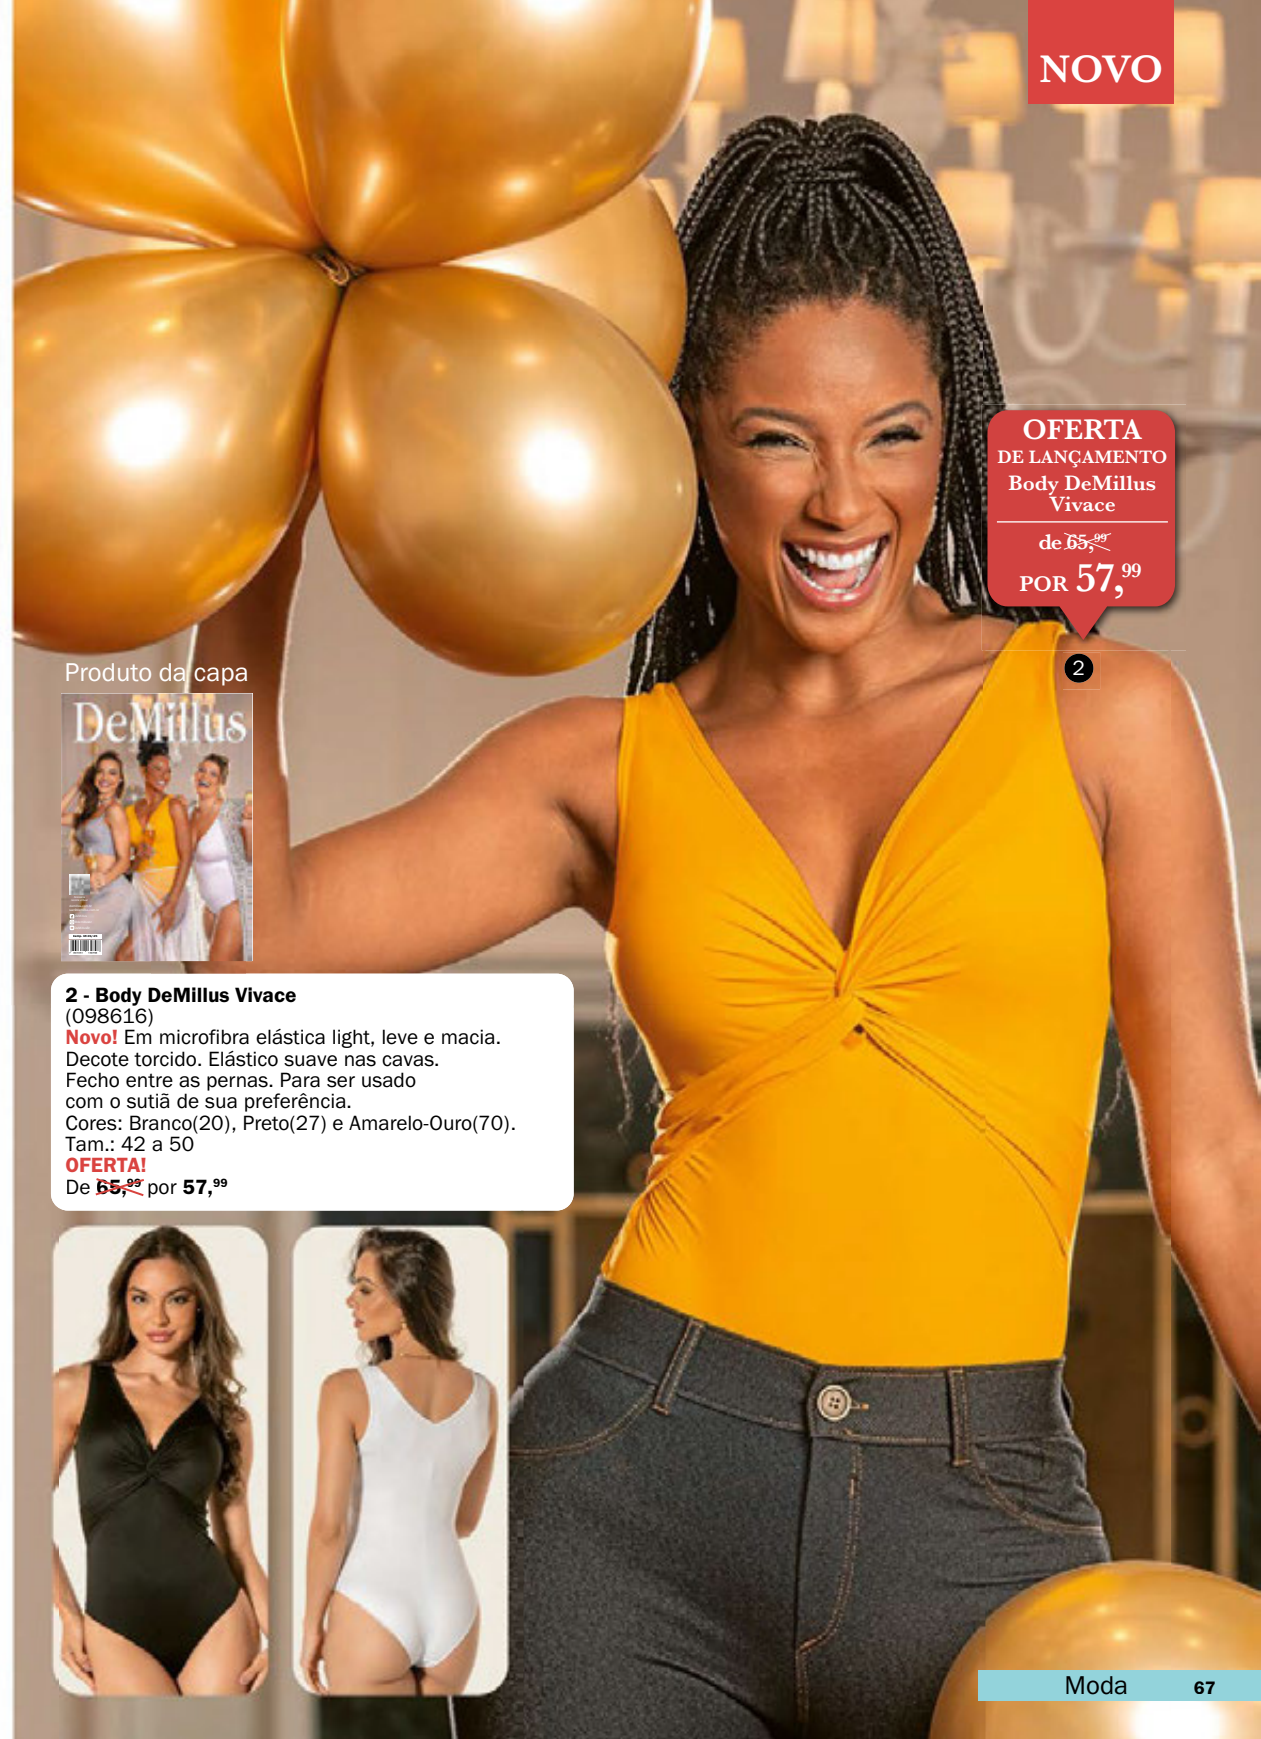 NOVO
OFERTA
DE LANÇAMENTO
Body DeMillus
Vivace
de 65,99
POR 57,99
2
Produto da capa
DeMillus
2 - Body DeMillus Vivace
(098616)
Novo! Em microfibra elástica light, leve e macia.
Decote torcido. Elástico suave nas cavas.
Fecho entre as pernas. Para ser usado
com o sutiã de sua preferência.
Cores: Branco(20), Preto(27) e Amarelo-Ouro(70).
Tam.: 42 a 50
OFERTA!
De 65,99 por 57,99
Moda 67